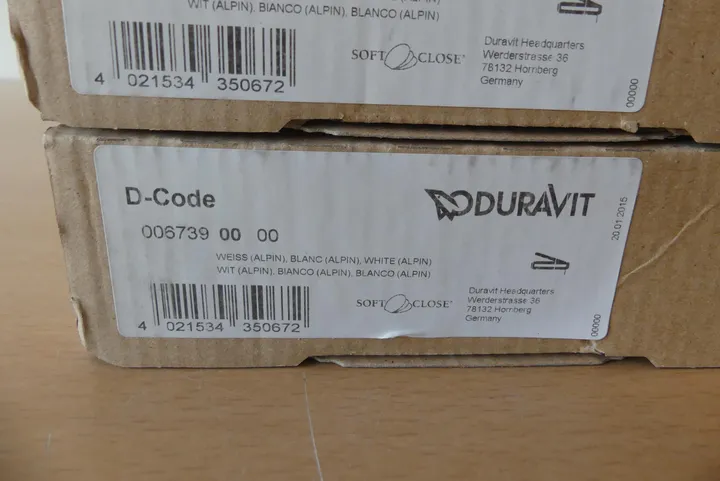 WIT (ALPIN), BIANCO (ALPIN), BLANCO (ALPIN)
SOFT CLOSE®
4 021534 350672
Duravit Headquarters
Werderstrasse 36
78132 Hornberg
Germany
00000
D-Code
DURAVIT
006739 00 00
20.01.2015
WEISS (ALPIN), BLANC (ALPIN), WHITE (ALPIN)
WIT (ALPIN), BIANCO (ALPIN), BLANCO (ALPIN)
SOFT CLOSE®
4 021534 350672
Duravit Headquarters
Werderstrasse 36
78132 Hornberg
Germany
00000